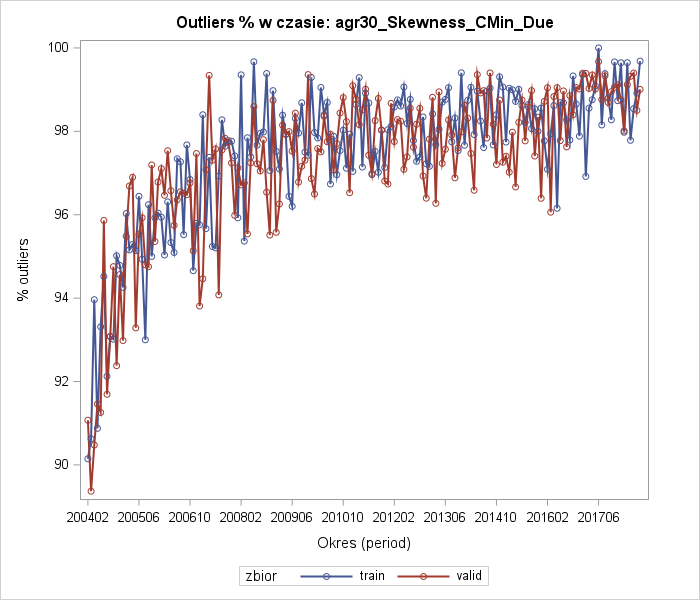 Outliers % w czasie: agr30_Skewness_CMin_Due
100
98
96
94
92
90
% outliers
200402 200506 200610 200802 200906 201010 201202 201306 201410 201602 201706
Okres (period)
zbior train valid